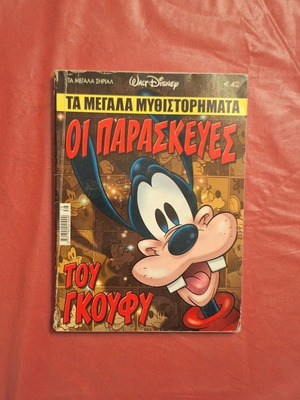 ΤΑ ΜΕΓΑΛΑ ΣΗΡΙΑΛ
Walt Disney
ΤΑ ΜΕΓΑΛΑ ΜΥΘΙΣΤΟΡΗΜΑΤΑ
ΟΙ ΠΑΡΑΣΚΕΥΕΣ
ΤΟΥ
ΓΚΟΥΦΥ